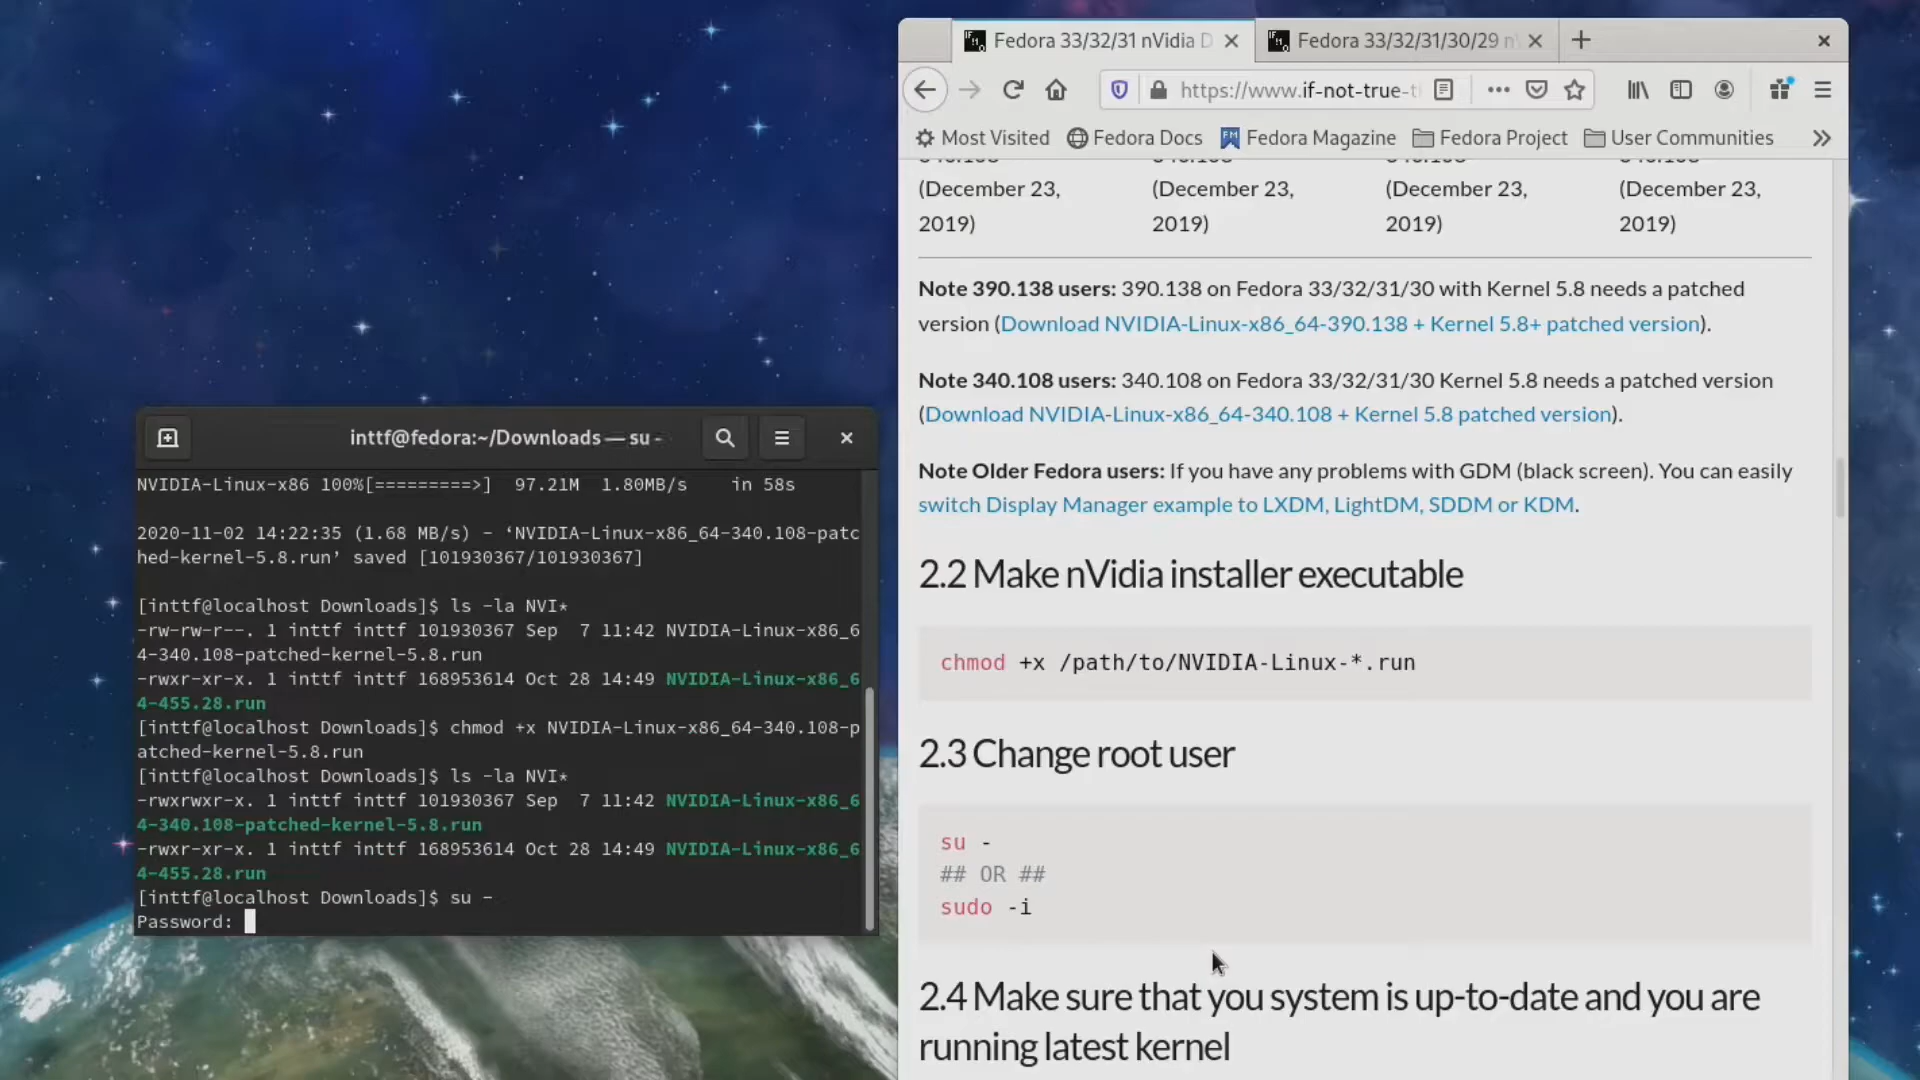 inttf@fedora:~/Downloads — su -
NVIDIA-Linux-x86 100%[=========>]  97.21M  1.80MB/s    in 58s
2020-11-02 14:22:35 (1.68 MB/s) - ‘NVIDIA-Linux-x86_64-340.108-patc
hed-kernel-5.8.run’ saved [101930367/101930367]
[inttf@localhost Downloads]$ ls -la NVI*
-rw-rw-r--. 1 inttf inttf 101930367 Sep  7 11:42 NVIDIA-Linux-x86_6
4-340.108-patched-kernel-5.8.run
-rwxr-xr-x. 1 inttf inttf 168953614 Oct 28 14:49 NVIDIA-Linux-x86_6
4-455.28.run
[inttf@localhost Downloads]$ chmod +x NVIDIA-Linux-x86_64-340.108-p
atched-kernel-5.8.run
[inttf@localhost Downloads]$ ls -la NVI*
-rwxrwxr-x. 1 inttf inttf 101930367 Sep  7 11:42 NVIDIA-Linux-x86_6
4-340.108-patched-kernel-5.8.run
-rwxr-xr-x. 1 inttf inttf 168953614 Oct 28 14:49 NVIDIA-Linux-x86_6
4-455.28.run
[inttf@localhost Downloads]$ su -
Password:
Fedora 33/32/31 nVidia D
Fedora 33/32/31/30/29 n
https://www.if-not-true-t
Most Visited Fedora Docs Fedora Magazine Fedora Project User Communities
(December 23, (December 23, (December 23, (December 23,
2019) 2019) 2019) 2019)
Note 390.138 users: 390.138 on Fedora 33/32/31/30 with Kernel 5.8 needs a patched
version (Download NVIDIA-Linux-x86_64-390.138 + Kernel 5.8+ patched version).
Note 340.108 users: 340.108 on Fedora 33/32/31/30 Kernel 5.8 needs a patched version
(Download NVIDIA-Linux-x86_64-340.108 + Kernel 5.8 patched version).
Note Older Fedora users: If you have any problems with GDM (black screen). You can easily
switch Display Manager example to LXDM, LightDM, SDDM or KDM.
2.2 Make nVidia installer executable
chmod +x /path/to/NVIDIA-Linux-*.run
2.3 Change root user
su -
## OR ##
sudo -i
2.4 Make sure that you system is up-to-date and you are
running latest kernel